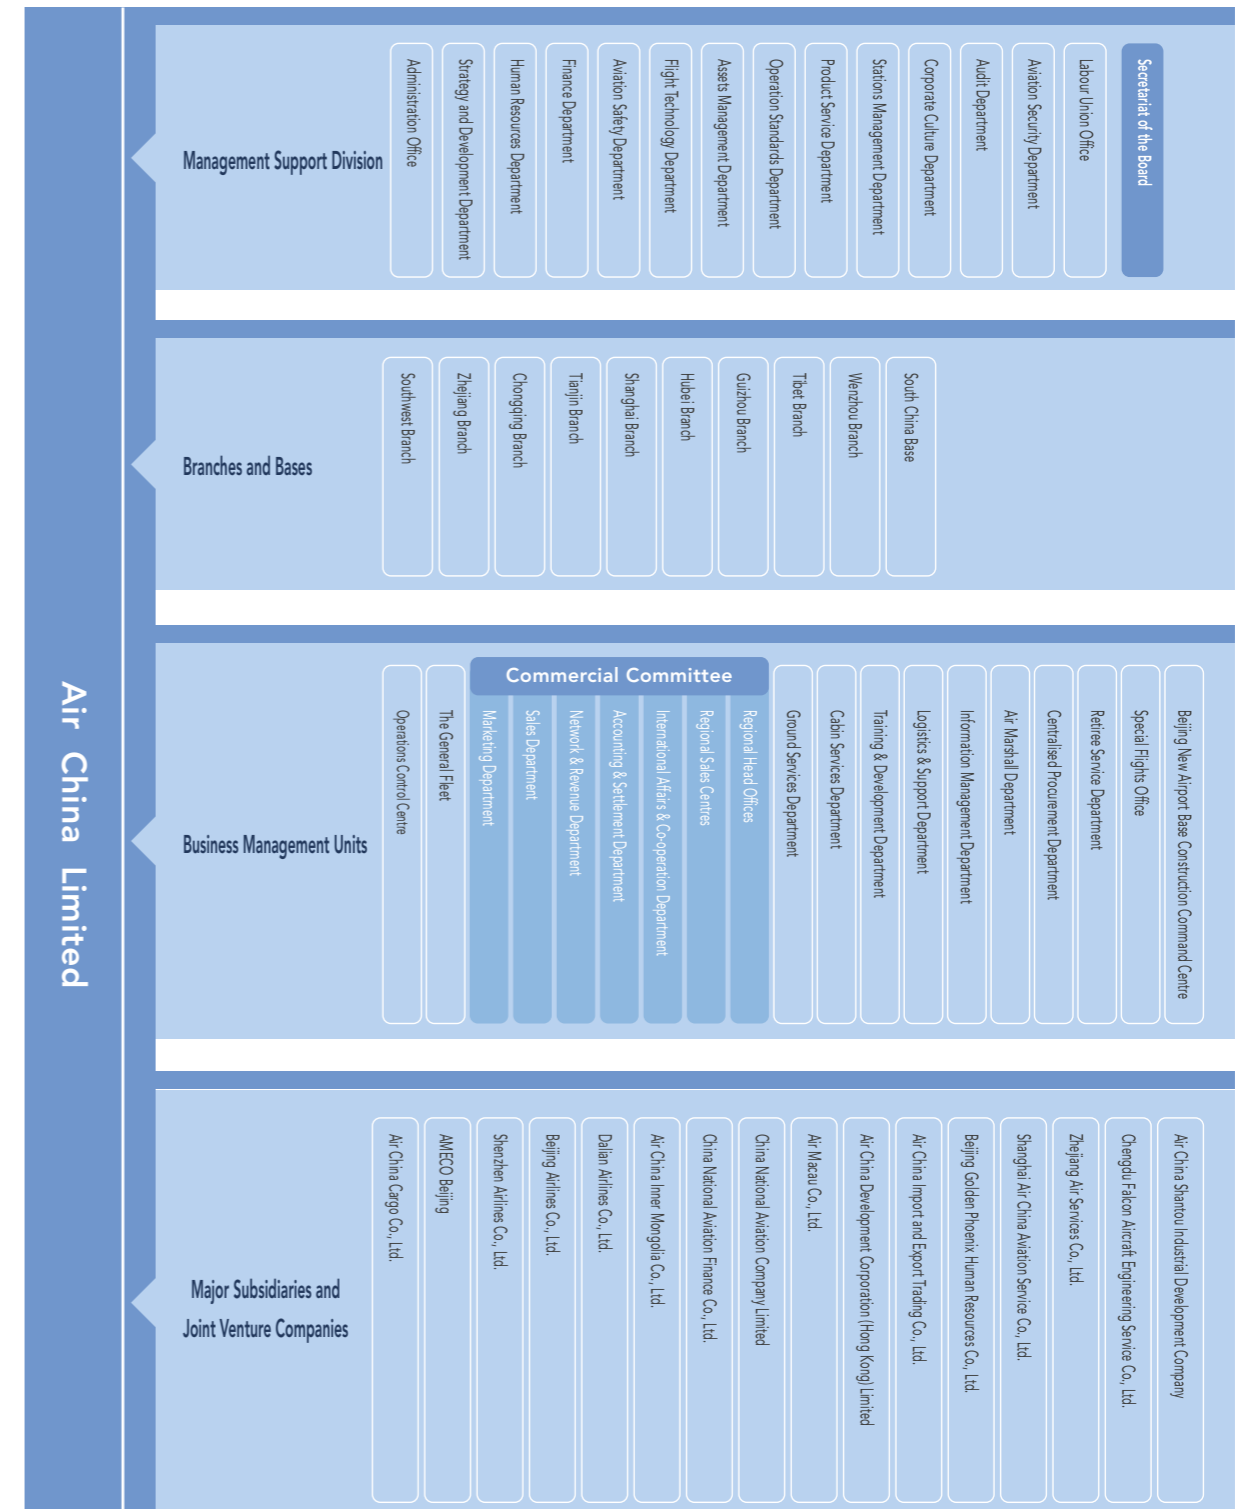 Air China Limited
Management Support Division
Administration Office
Strategy and Development Department
Human Resources Department
Finance Department
Aviation Safety Department
Flight Technology Department
Assets Management Department
Operation Standards Department
Product Service Department
Stations Management Department
Corporate Culture Department
Audit Department
Aviation Security Department
Labour Union Office
Secretariat of the Board
Branches and Bases
Southwest Branch
Zhejiang Branch
Chongqing Branch
Tianjin Branch
Shanghai Branch
Hubei Branch
Guizhou Branch
Tibet Branch
Wenzhou Branch
South China Base
Business Management Units
Operations Control Centre
The General Fleet
Commercial Committee
Marketing Department
Sales Department
Network & Revenue Department
Accounting & Settlement Department
International Affairs & Co-operation Department
Regional Sales Centres
Regional Head Offices
Ground Services Department
Cabin Services Department
Training & Development Department
Logistics & Support Department
Information Management Department
Air Marshall Department
Centralised Procurement Department
Retiree Service Department
Special Flights Office
Beijing New Airport Base Construction Command Centre
Major Subsidiaries and
Joint Venture Companies
Air China Cargo Co., Ltd.
AMECO Beijing
Shenzhen Airlines Co., Ltd.
Beijing Airlines Co., Ltd.
Dalian Airlines Co., Ltd.
Air China Inner Mongolia Co., Ltd.
China National Aviation Finance Co., Ltd.
China National Aviation Company Limited
Air Macau Co., Ltd.
Air China Development Corporation (Hong Kong) Limited
Air China Import and Export Trading Co., Ltd.
Beijing Golden Phoenix Human Resources Co., Ltd.
Shanghai Air China Aviation Service Co., Ltd.
Zhejiang Air Services Co., Ltd.
Chengdu Falcon Aircraft Engineering Service Co., Ltd.
Air China Shantou Industrial Development Company